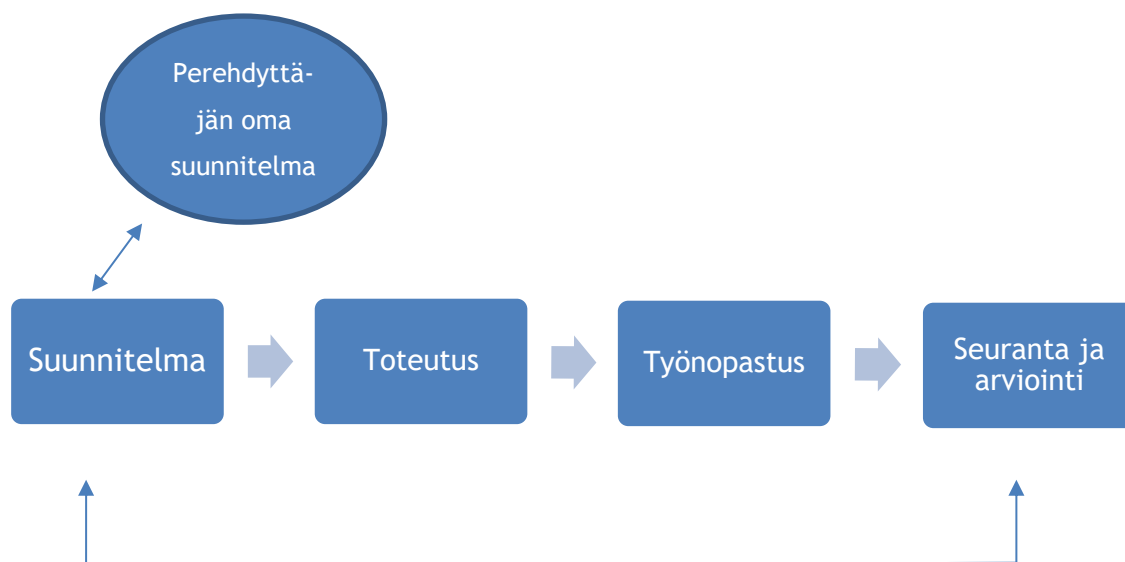 Perehdyttä-
jän oma
suunnitelma
Suunnitelma
Toteutus
Työnopastus
Seuranta ja
arviointi